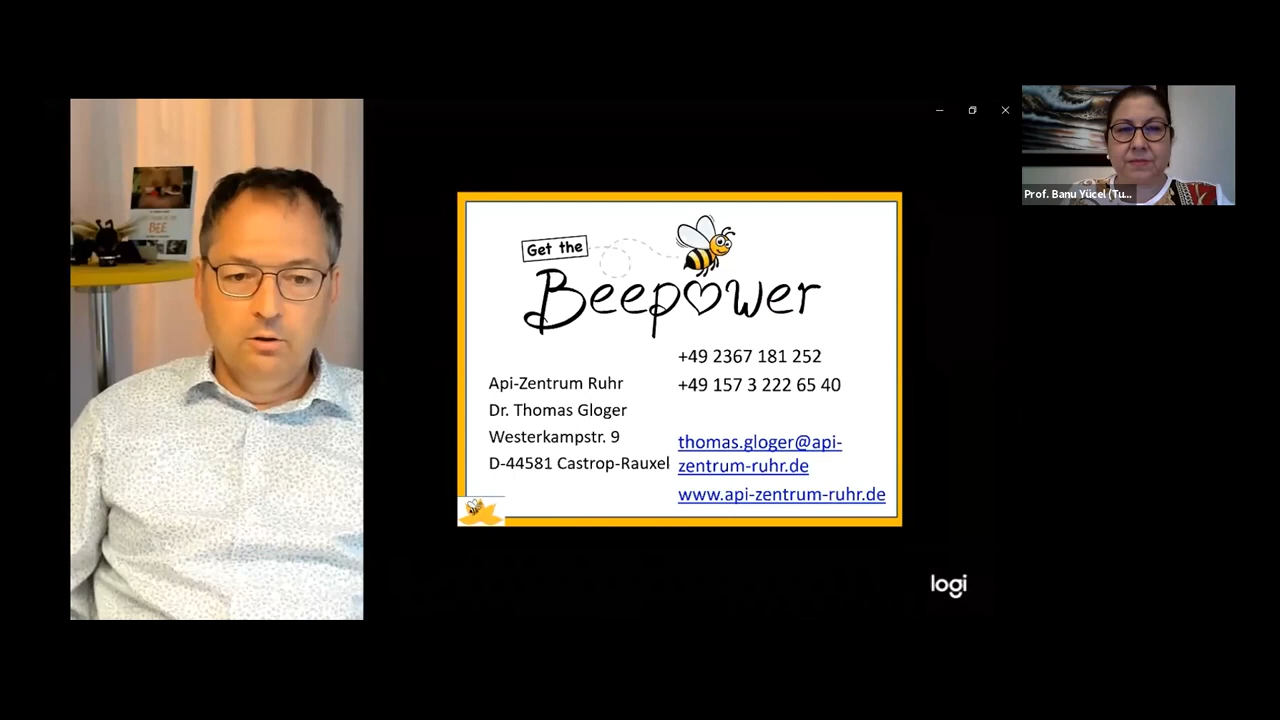 BEE
Get the
Beepower
Api-Zentrum Ruhr
Dr. Thomas Gloger
Westerkampstr. 9
D-44581 Castrop-Rauxel
+49 2367 181 252
+49 157 3 222 65 40
thomas.gloger@api-
zentrum-ruhr.de
www.api-zentrum-ruhr.de
Prof. Banu Yücel (Tu...
logi